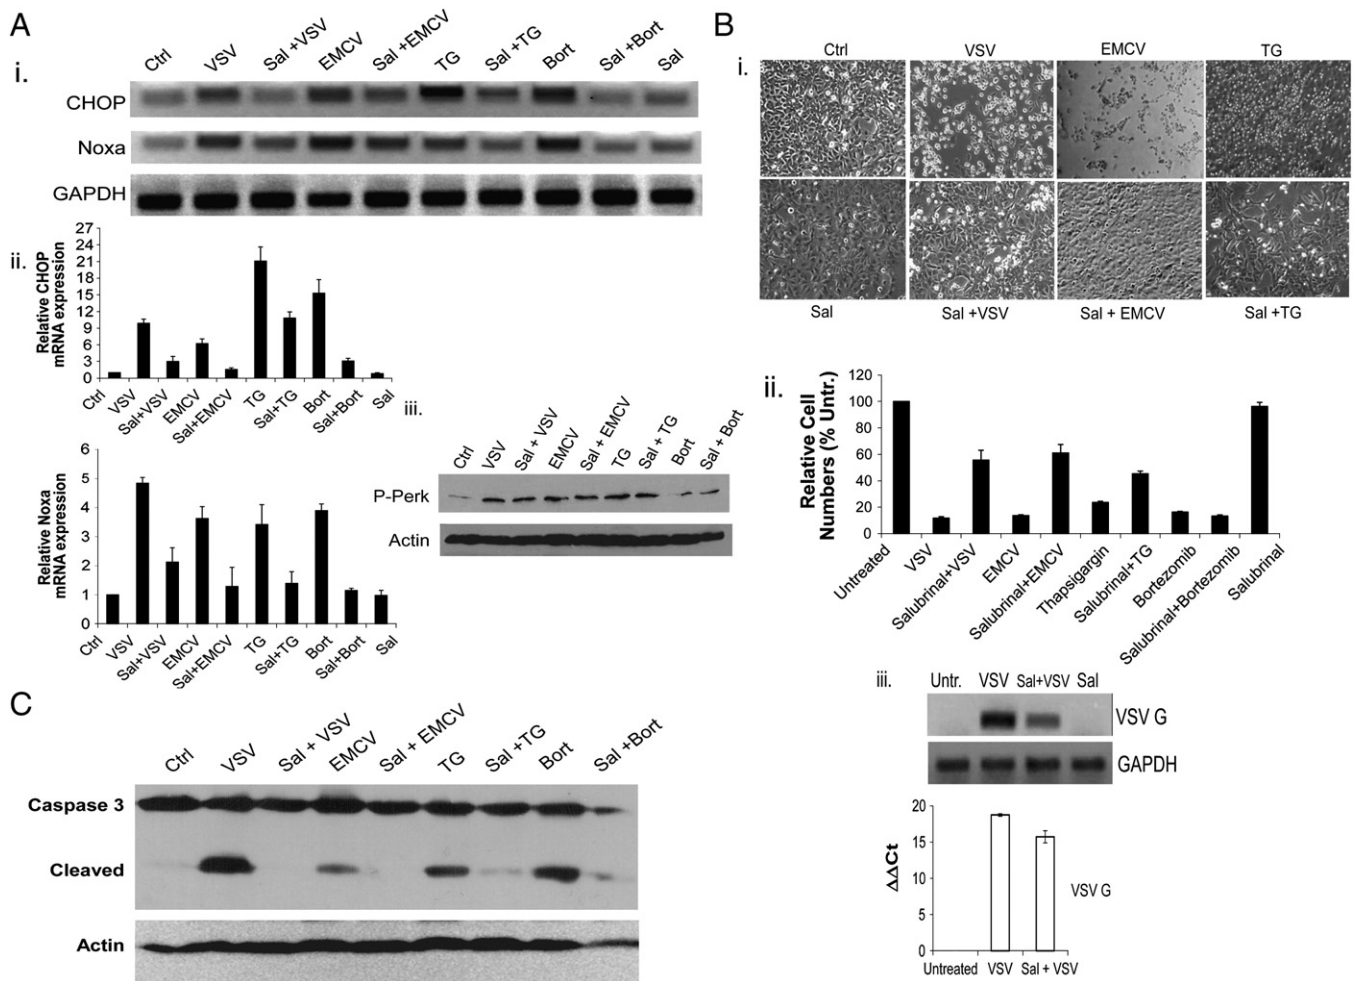 A
i.
Ctrl VSV Sal +VSV EMCV Sal +EMCV TG Sal +TG Bort Sal +Bort Sal
CHOP
Noxa
GAPDH
ii.
Relative CHOP
mRNA expression
27
24
21
18
15
12
9
6
3
0
Ctrl VSV Sal+VSV EMCV Sal+EMCV TG Sal+TG Bort Sal+Bort Sal
Relative Noxa
mRNA expression
6
5
4
3
2
1
0
Ctrl VSV Sal+VSV EMCV Sal+EMCV TG Sal+TG Bort Sal+Bort Sal
iii.
Ctrl VSV Sal + VSV EMCV Sal + EMCV TG Sal + TG Bort Sal + Bort
P-Perk
Actin
B
i.
Ctrl VSV EMCV TG
Sal Sal +VSV Sal + EMCV Sal +TG
ii.
Relative Cell
Numbers (% Untr.)
120
100
80
60
40
20
0
Untreated VSV Salubrinal+VSV EMCV Salubrinal+EMCV Thapsigargin Salubrinal+TG Bortezomib Salubrinal+Bortezomib Salubrinal
iii.
Untr. VSV Sal+VSV Sal
VSV G
GAPDH
ΔΔCt
20
15
10
5
0
VSV G
Untreated VSV Sal + VSV
C
Ctrl VSV Sal + VSV EMCV Sal + EMCV TG Sal +TG Bort Sal +Bort
Caspase 3
Cleaved
Actin